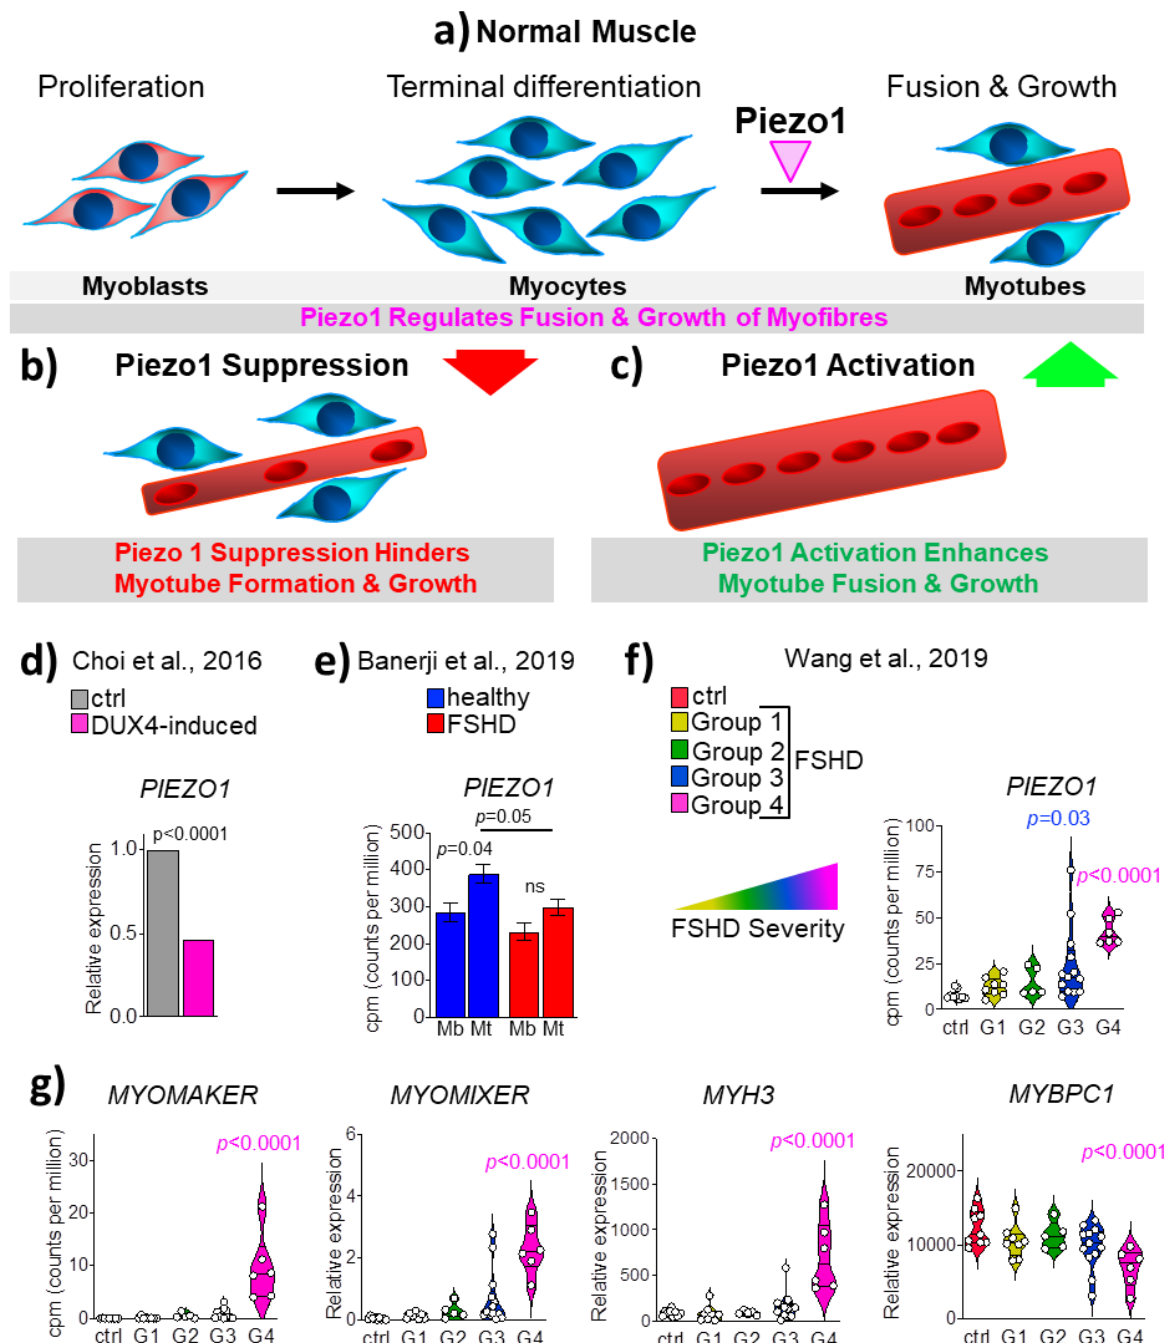 a) Normal Muscle
Proliferation
Terminal differentiation
Fusion & Growth
Piezo1
Myoblasts
Myocytes
Myotubes
Piezo1 Regulates Fusion & Growth of Myofibres
b) Piezo1 Suppression
c) Piezo1 Activation
Piezo 1 Suppression Hinders
Myotube Formation & Growth
Piezo1 Activation Enhances
Myotube Fusion & Growth
d) Choi et al., 2016
ctrl
DUX4-induced
PIEZO1
p<0.0001
Relative expression
1.0
0.5
0.0
e) Banerji et al., 2019
healthy
FSHD
PIEZO1
p=0.05
p=0.04
ns
cpm (counts per million)
500
400
300
200
100
0
Mb Mt Mb Mt
f) Wang et al., 2019
ctrl
Group 1
Group 2
Group 3
Group 4
FSHD
FSHD Severity
PIEZO1
p=0.03
p<0.0001
cpm (counts per million)
100
75
50
25
0
ctrl G1 G2 G3 G4
g)
MYOMAKER
p<0.0001
cpm (counts per million)
30
20
10
0
ctrl G1 G2 G3 G4
MYOMIXER
p<0.0001
Relative expression
6
4
2
0
ctrl G1 G2 G3 G4
MYH3
p<0.0001
Relative expression
2000
1500
1000
500
0
ctrl G1 G2 G3 G4
MYBPC1
p<0.0001
Relative expression
20000
10000
0
ctrl G1 G2 G3 G4